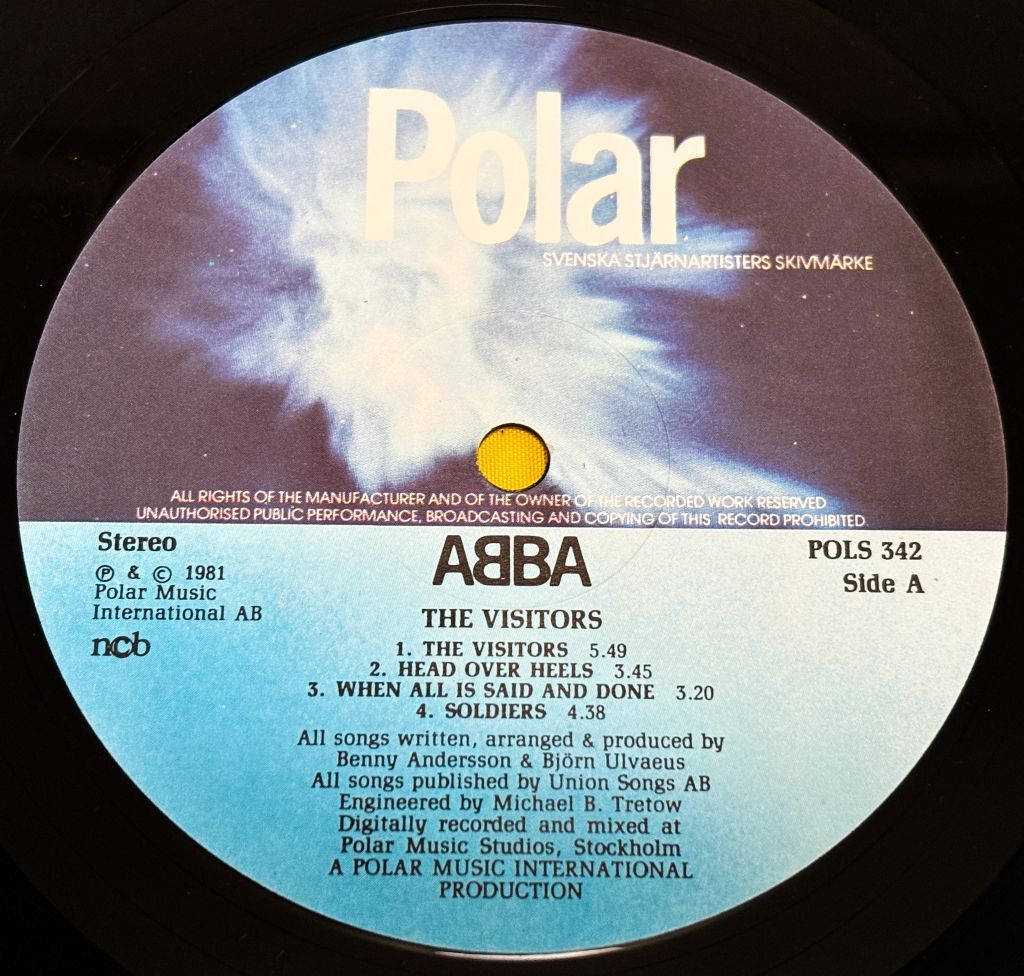 Polar
SVENSKA STJÄRNARTISTERS SKIVMÄRKE
ALL RIGHTS OF THE MANUFACTURER AND OF THE OWNER OF THE RECORDED WORK RESERVED
UNAUTHORISED PUBLIC PERFORMANCE, BROADCASTING AND COPYING OF THIS RECORD PROHIBITED
Stereo
℗ & © 1981
Polar Music
International AB
ncb
ABBA
POLS 342
Side A
THE VISITORS
1. THE VISITORS 5.49
2. HEAD OVER HEELS 3.45
3. WHEN ALL IS SAID AND DONE 3.20
4. SOLDIERS 4.38
All songs written, arranged & produced by
Benny Andersson & Björn Ulvaeus
All songs published by Union Songs AB
Engineered by Michael B. Tretow
Digitally recorded and mixed at
Polar Music Studios, Stockholm
A POLAR MUSIC INTERNATIONAL
PRODUCTION